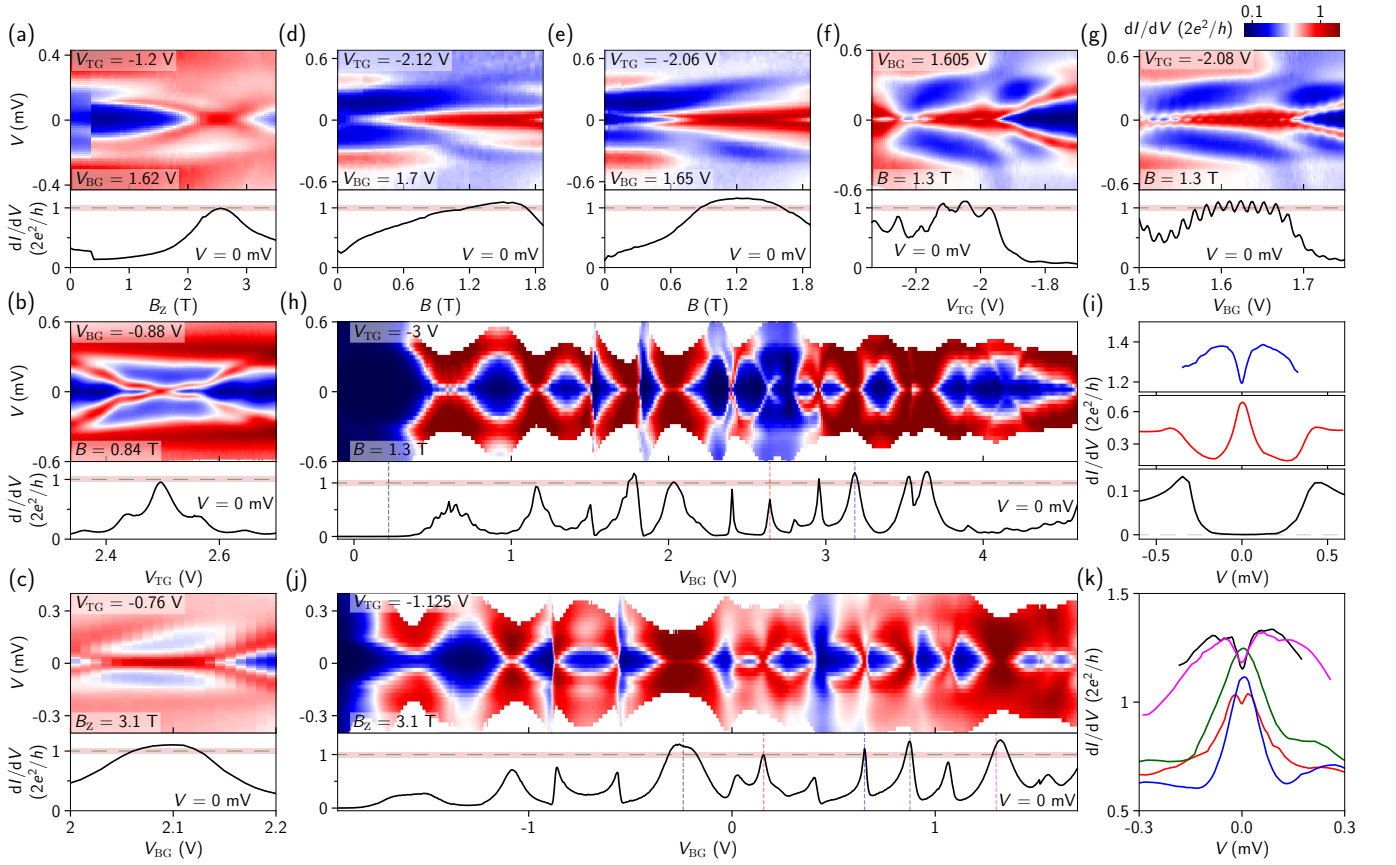 dI/dV (2e²/h) 0.1 1
(a)
V_TG = -1.2 V
V_BG = 1.62 V
V (mV)
0.4
0
-0.4
dI/dV
(2e²/h)
1
0
V = 0 mV
0 1 2 3
B_Z (T)
(d)
V_TG = -2.12 V
V_BG = 1.7 V
0.6
0
-0.6
1
0
V = 0 mV
0 0.6 1.2 1.8
B (T)
(e)
V_TG = -2.06 V
V_BG = 1.65 V
0.6
0
-0.6
1
0
V = 0 mV
0 0.6 1.2 1.8
B (T)
(f)
V_BG = 1.605 V
B = 1.3 T
0.6
0
-0.6
1
0
V = 0 mV
-2.2 -2 -1.8
V_TG (V)
(g)
V_TG = -2.08 V
B = 1.3 T
0.6
0
-0.6
1
0
V = 0 mV
1.5 1.6 1.7
V_BG (V)
(b)
V_BG = -0.88 V
B = 0.84 T
V (mV)
0.6
0
-0.6
dI/dV
(2e²/h)
1
0
V = 0 mV
2.4 2.6
V_TG (V)
(h)
V_TG = -3 V
B = 1.3 T
0.6
0
-0.6
1
0
V = 0 mV
0 1 2 3 4
V_BG (V)
(i)
1.4
1.2
0.6
0.3
0.1
0
dI/dV (2e²/h)
-0.5 0.0 0.5
V (mV)
(c)
V_TG = -0.76 V
B_Z = 3.1 T
V (mV)
0.3
0
-0.3
dI/dV
(2e²/h)
1
0
V = 0 mV
2 2.1 2.2
V_BG (V)
(j)
V_TG = -1.125 V
B_Z = 3.1 T
0.3
0
-0.3
1
0
V = 0 mV
-1 0 1
V_BG (V)
(k)
1.5
1
0.5
dI/dV (2e²/h)
-0.3 0.0 0.3
V (mV)